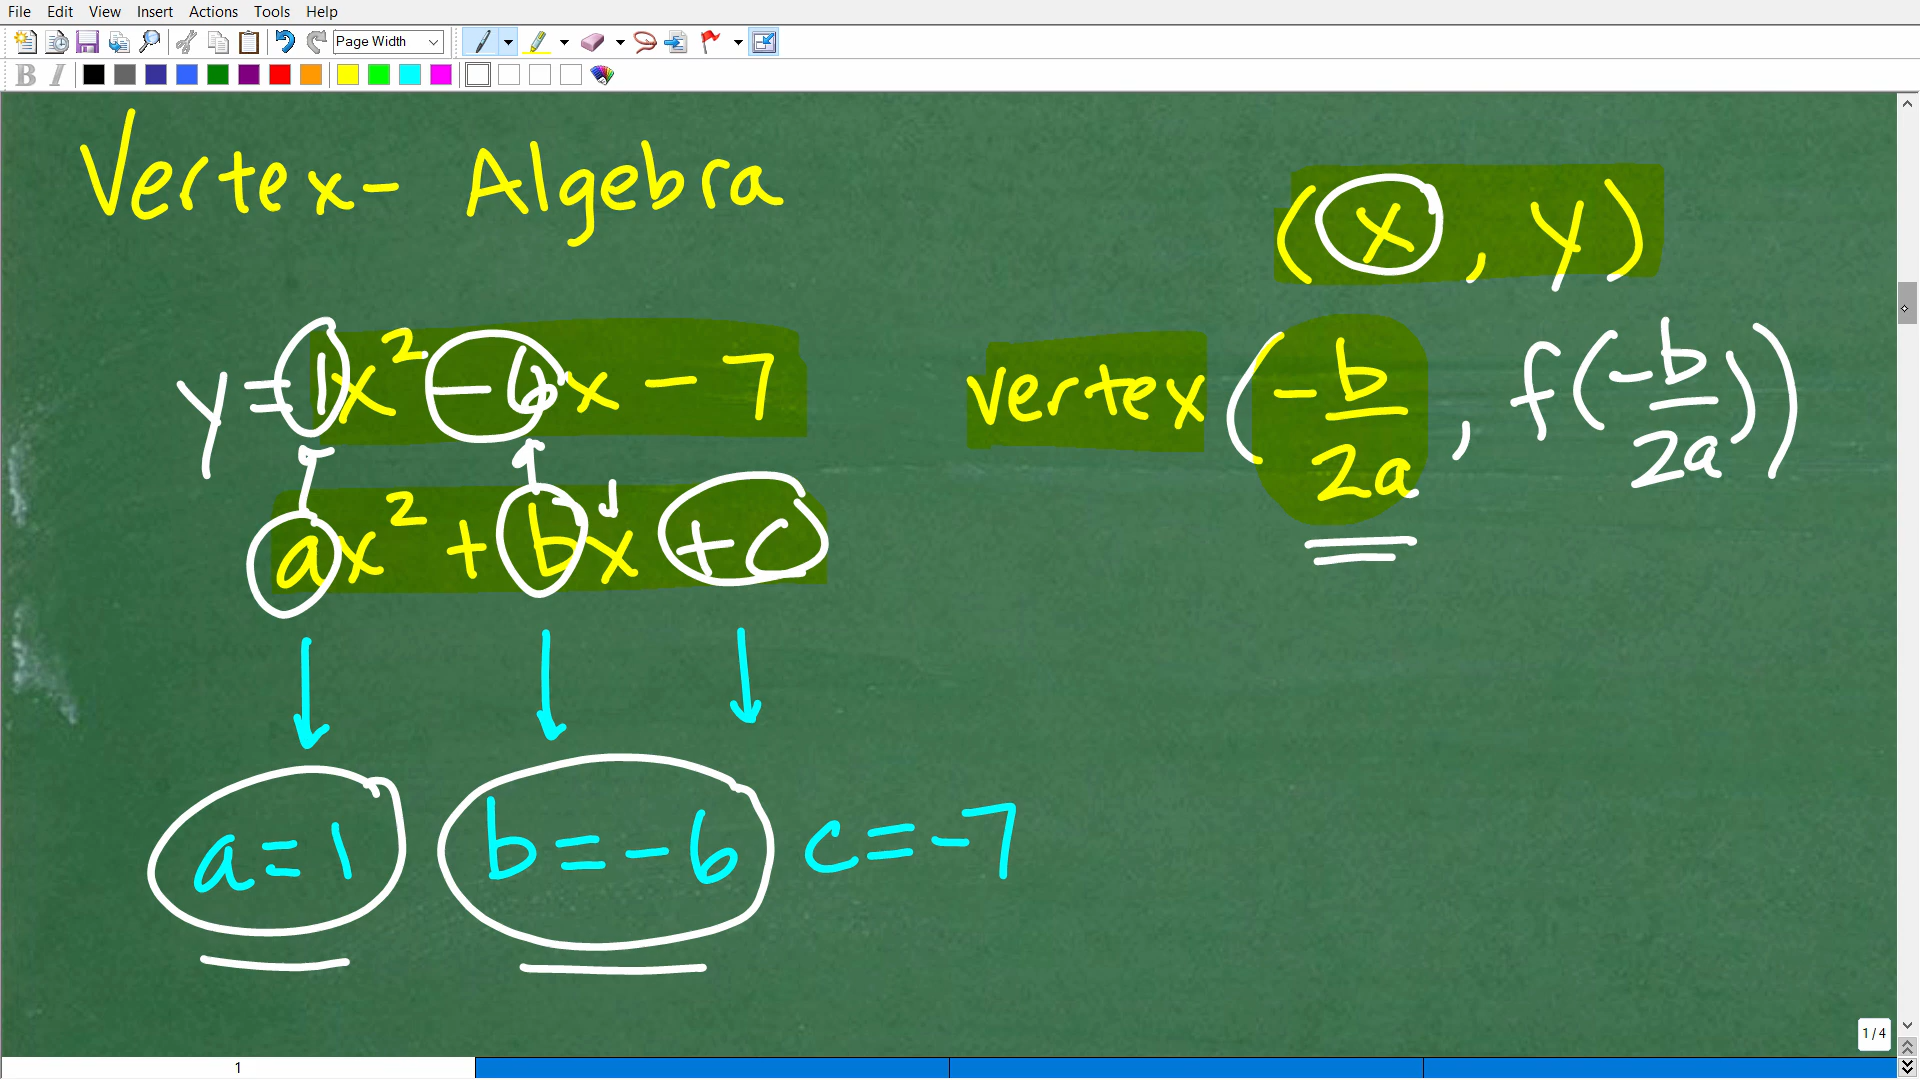 File Edit View Insert Actions Tools Help
Page Width
B I
Vertex - Algebra
(x, y)
y = 1x² - 6x - 7
vertex (-b/2a, f(-b/2a))
ax² + bx + c
a = 1 b = -6 c = -7
1 / 4
1